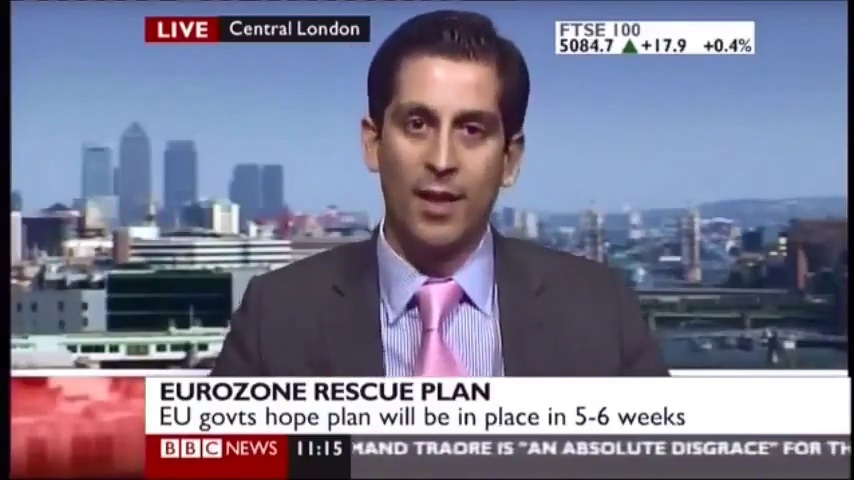 LIVE Central London
FTSE 100
5084.7 ▲ +17.9 +0.4%
EUROZONE RESCUE PLAN
EU govts hope plan will be in place in 5-6 weeks
BBC NEWS 11:15 MAND TRAORE IS "AN ABSOLUTE DISGRACE" FOR TH